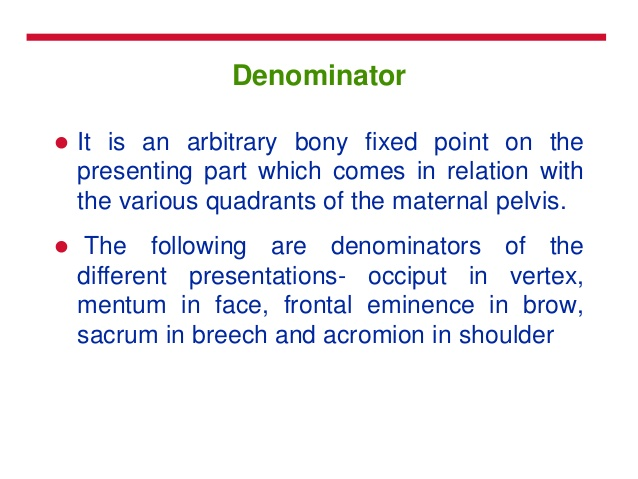 Denominator
● It is an arbitrary bony fixed point on the
presenting part which comes in relation with
the various quadrants of the maternal pelvis.
● The following are denominators of the
different presentations- occiput in vertex,
mentum in face, frontal eminence in brow,
sacrum in breech and acromion in shoulder